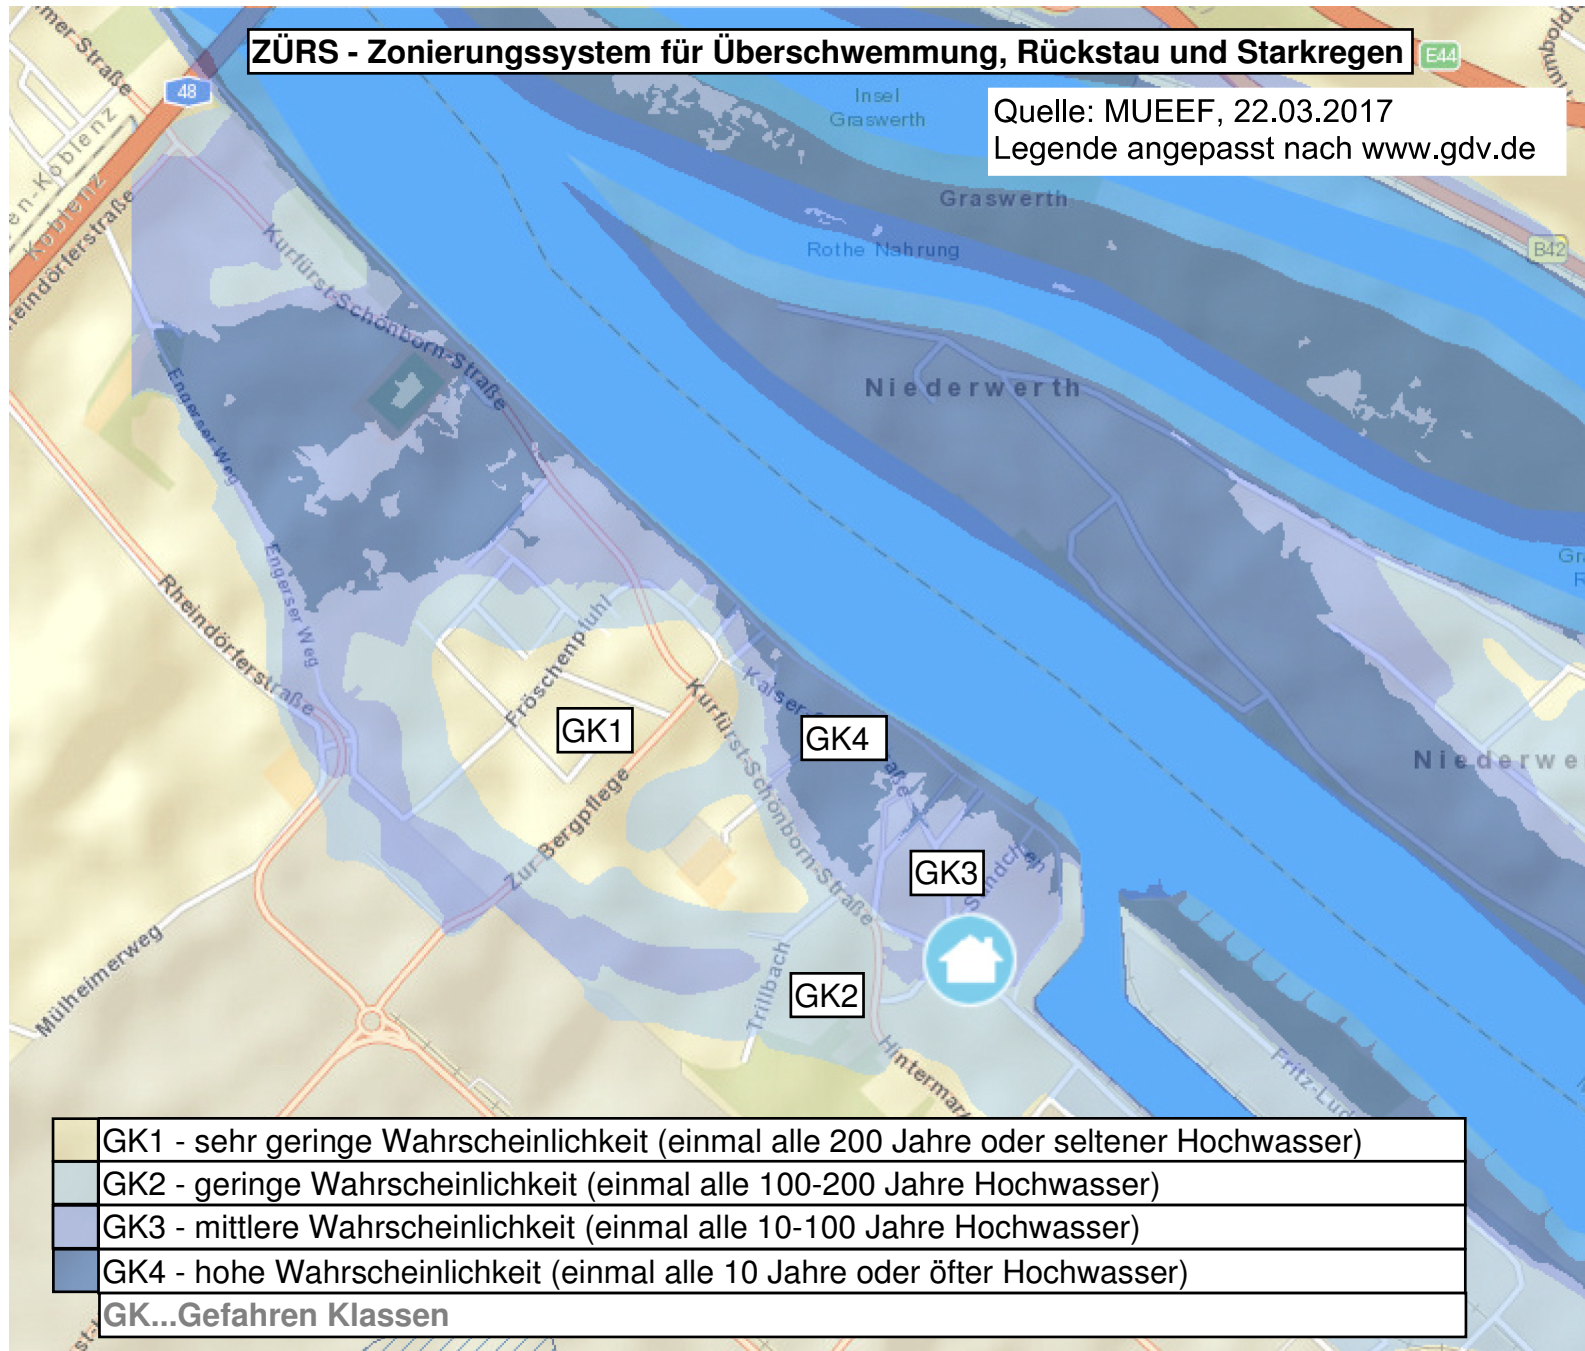 ZÜRS - Zonierungssystem für Überschwemmung, Rückstau und Starkregen
E44
48
Quelle: MUEEF, 22.03.2017
Legende angepasst nach www.gdv.de
Insel
Graswerth
Graswerth
Rothe Nahrung
B42
Koblenz
Kurfürst-Schönborn-Straße
Niederwerth
Engerser Weg
Engerser Weg
Rheindörferstraße
Fröschenpfuhl
GK1
GK4
Kurfürst-Schönborn-Straße
Zur Bergpflege
GK3
Mülheimerweg
Trillbach
GK2
GK1 - sehr geringe Wahrscheinlichkeit (einmal alle 200 Jahre oder seltener Hochwasser)
GK2 - geringe Wahrscheinlichkeit (einmal alle 100-200 Jahre Hochwasser)
GK3 - mittlere Wahrscheinlichkeit (einmal alle 10-100 Jahre Hochwasser)
GK4 - hohe Wahrscheinlichkeit (einmal alle 10 Jahre oder öfter Hochwasser)
GK...Gefahren Klassen